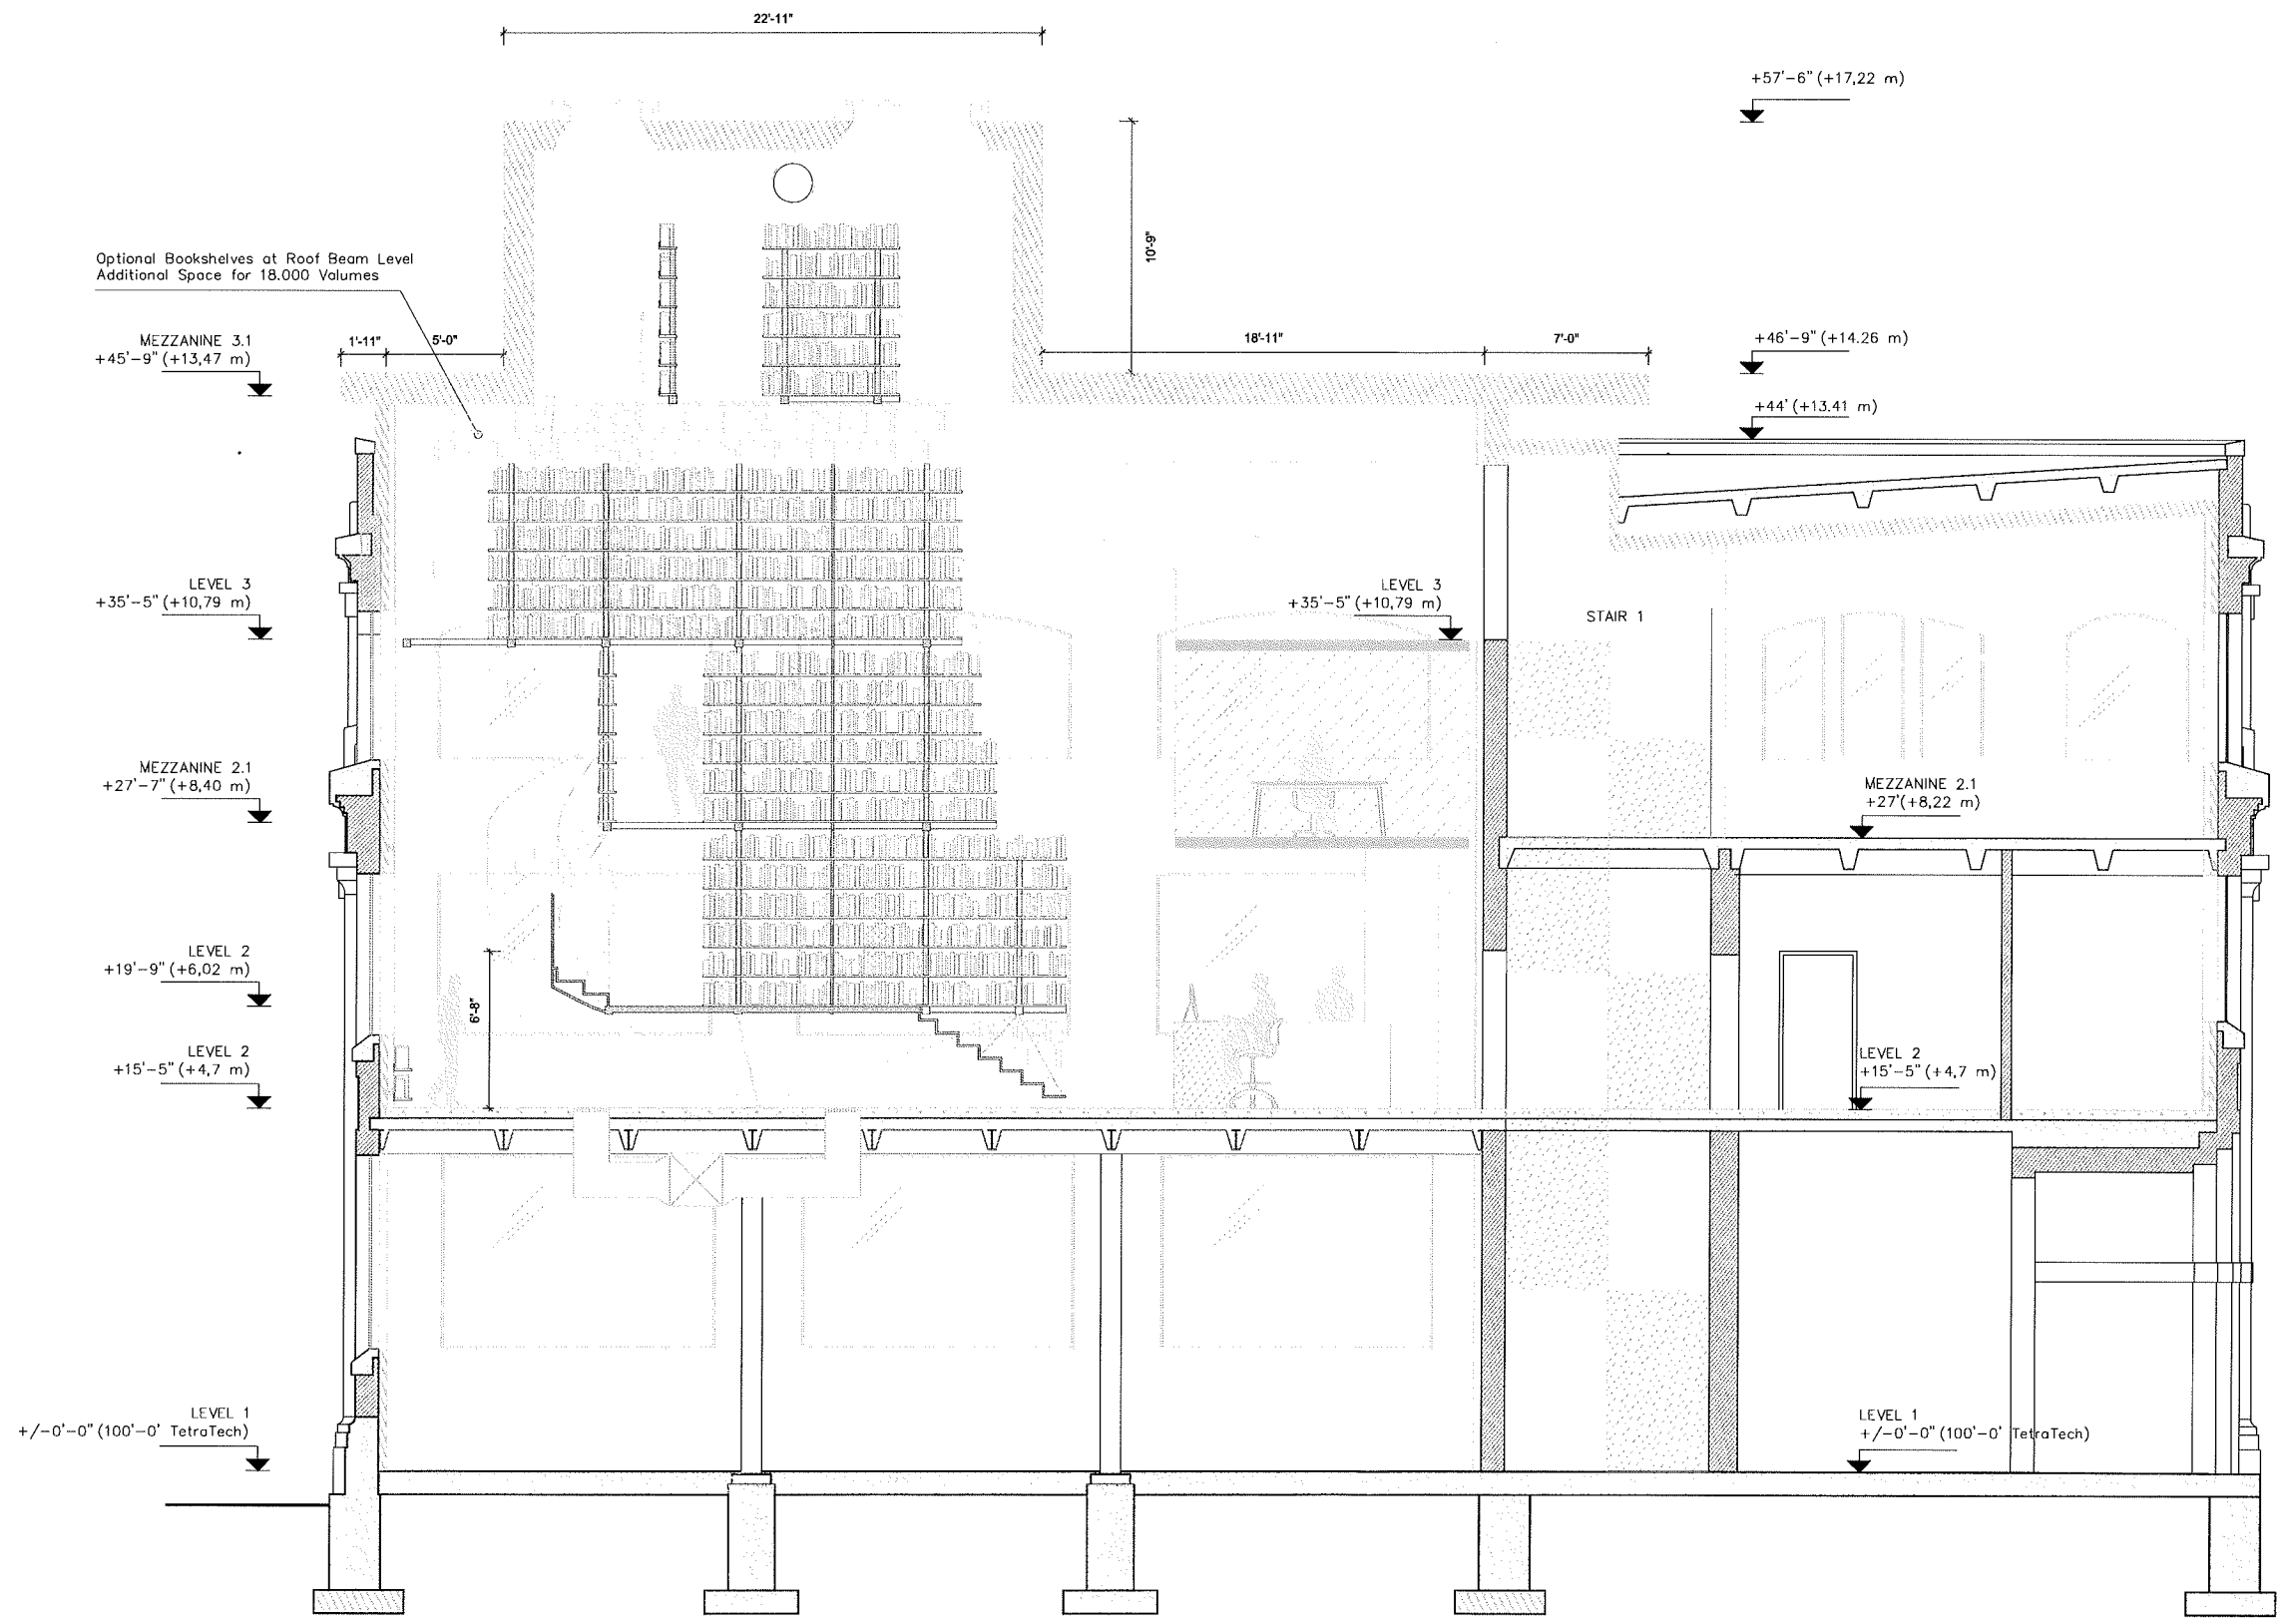 22'-11"
+57'-6" (+17,22 m)
10'-9"
Optional Bookshelves at Roof Beam Level
Additional Space for 18.000 Volumes
MEZZANINE 3.1
+45'-9" (+13,47 m)
1'-11"
5'-0"
18'-11"
7'-0"
+46'-9" (+14.26 m)
+44' (+13.41 m)
LEVEL 3
+35'-5" (+10,79 m)
LEVEL 3
+35'-5" (+10,79 m)
STAIR 1
MEZZANINE 2.1
+27'-7" (+8,40 m)
MEZZANINE 2.1
+27'(+8,22 m)
LEVEL 2
+19'-9" (+6,02 m)
6'-8"
LEVEL 2
+15'-5" (+4,7 m)
LEVEL 2
+15'-5" (+4,7 m)
LEVEL 1
+/-0'-0" (100'-0' TetraTech)
LEVEL 1
+/-0'-0" (100'-0' TetraTech)